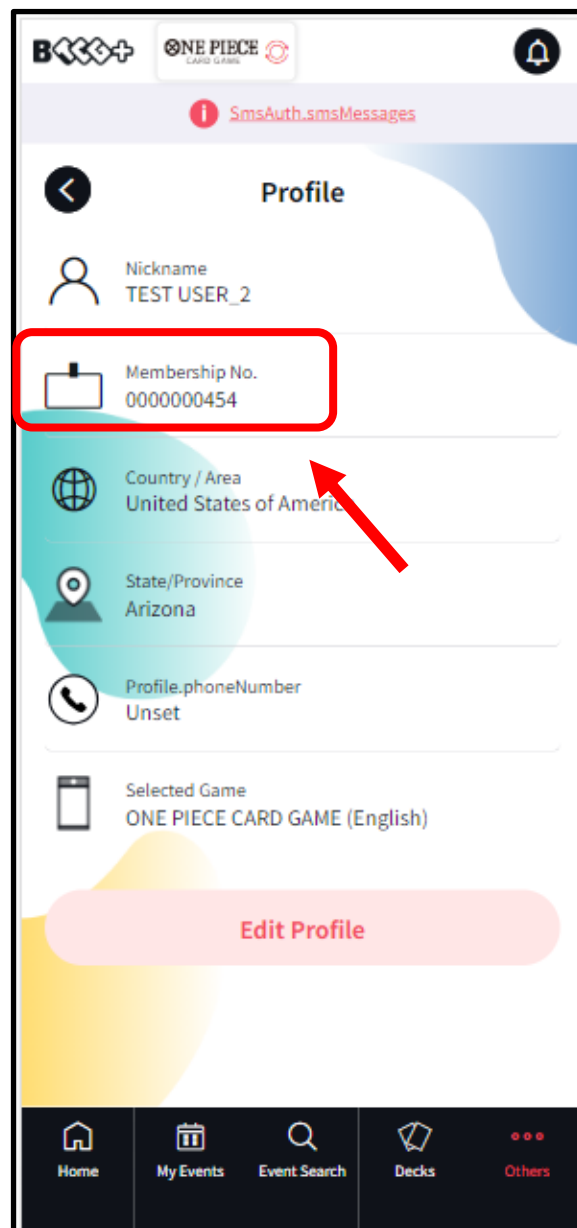 ONE PIECE
CARD GAME
SmsAuth.smsMessages
Profile
Nickname
TEST USER_2
Membership No.
0000000454
Country / Area
United States of Americ
State/Province
Arizona
Profile.phoneNumber
Unset
Selected Game
ONE PIECE CARD GAME (English)
Edit Profile
Home
My Events
Event Search
Decks
Others